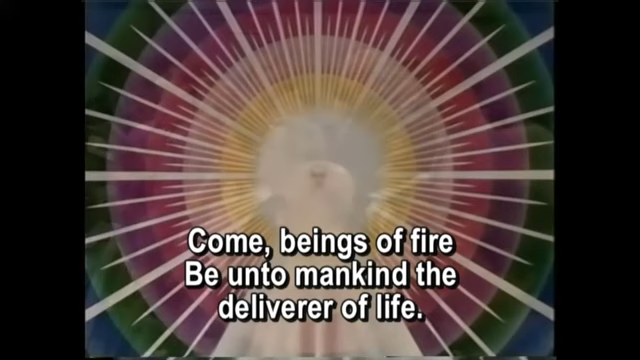 Come, beings of fire
Be unto mankind the
deliverer of life.